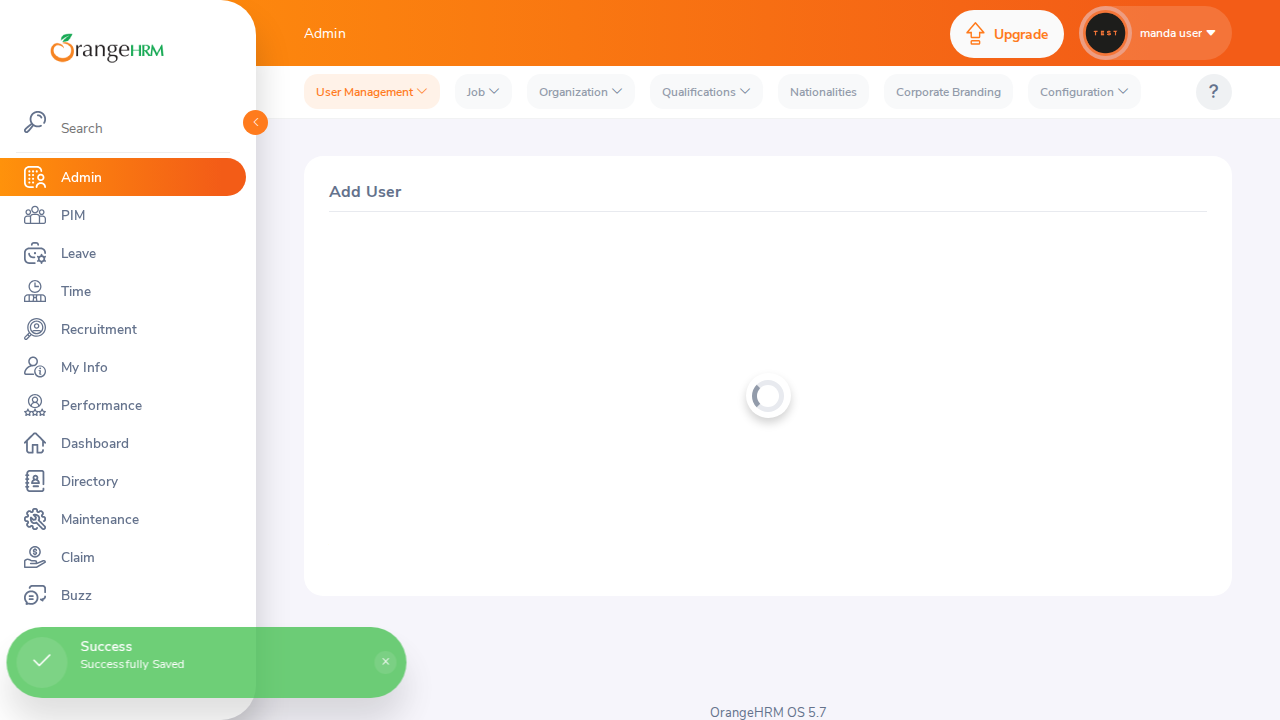 OrangeHRM
Admin
Upgrade
TEST
manda user
User Management
Job
Organization
Qualifications
Nationalities
Corporate Branding
Configuration
?
Search
Admin
PIM
Leave
Time
Recruitment
My Info
Performance
Dashboard
Directory
Maintenance
Claim
Buzz
Add User
Success
Successfully Saved
×
OrangeHRM OS 5.7